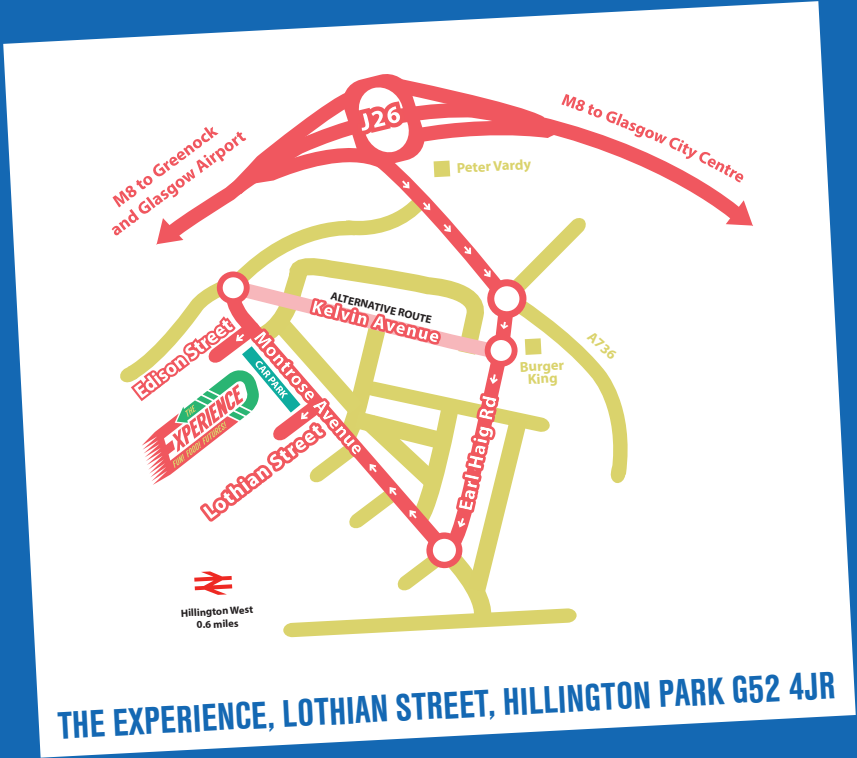 J26
M8 to Glasgow City Centre
M8 to Greenock
and Glasgow Airport
Peter Vardy
ALTERNATIVE ROUTE
Kelvin Avenue
A736
Burger
King
Edison Street
Montrose Avenue
CAR PARK
THE
EXPERIENCE
FUN! FOOD! FUTURES!
Lothian Street
Earl Haig Rd
Hillington West
0.6 miles
THE EXPERIENCE, LOTHIAN STREET, HILLINGTON PARK G52 4JR